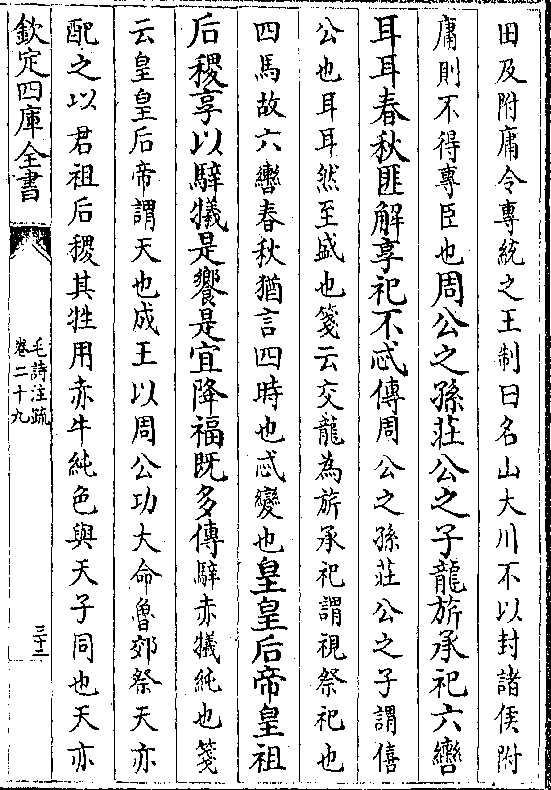 田及附庸令專統之王制曰名山大川不以封諸侯附
庸則不得專臣也周公之孫莊公之子龍旂承祀六轡
耳耳春秋匪解享祀不忒傳周公之孫莊公之子謂僖
公也耳耳然至盛也箋云交龍為旂承祀謂視祭祀也
四馬故六轡春秋猶言四時也忒變也皇皇后帝皇祖
后稷享以騂犧是饗是宜降福既多傳騂赤犧純也箋
云皇皇后帝謂天也成王以周公功大命魯郊祭天亦
配之以君祖后稷其牲用赤牛純色與天子同也天亦
欽定四庫全書
毛詩注疏
卷二十九
三十二